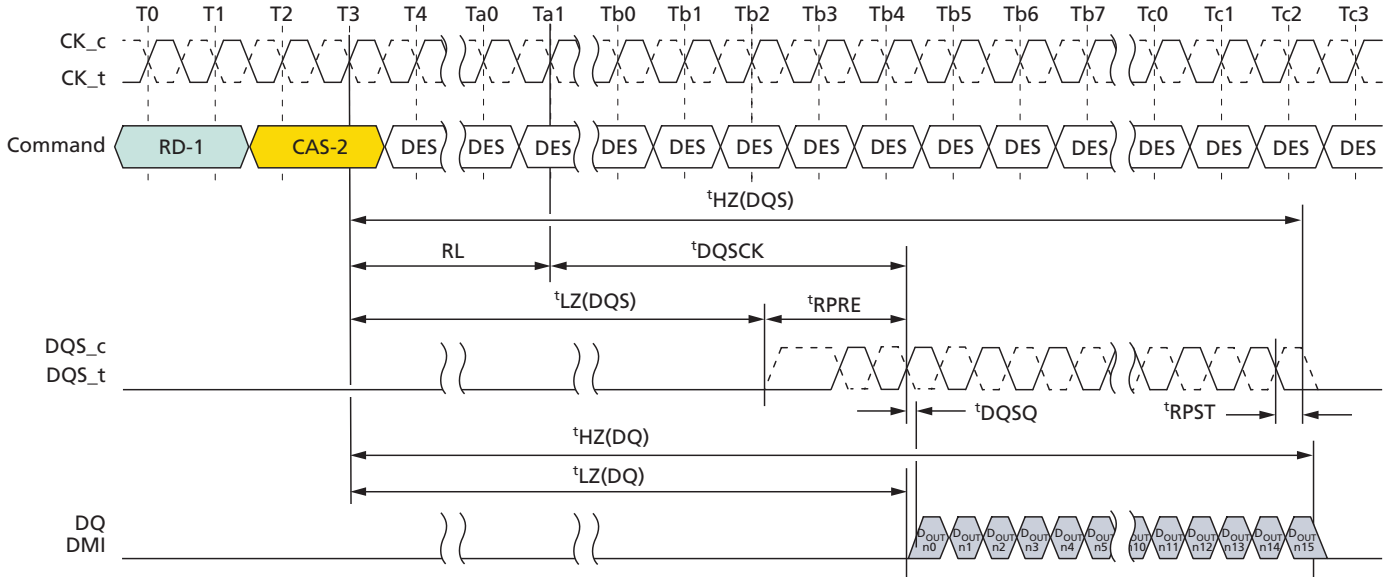 T0 T1 T2 T3 T4 Ta0 Ta1 Tb0 Tb1 Tb2 Tb3 Tb4 Tb5 Tb6 Tb7 Tc0 Tc1 Tc2 Tc3
CK_c
CK_t
Command RD-1 CAS-2 DES DES DES DES DES DES DES DES DES DES DES DES DES DES DES
tHZ(DQS)
RL tDQSCK
tLZ(DQS) tRPRE
DQS_c
DQS_t
tDQSQ tRPST
tHZ(DQ)
tLZ(DQ)
DQ
DMI
DOUT DOUT DOUT DOUT DOUT DOUT DOUT DOUT DOUT DOUT DOUT DOUT
n0 n1 n2 n3 n4 n5 n10 n11 n12 n13 n14 n15